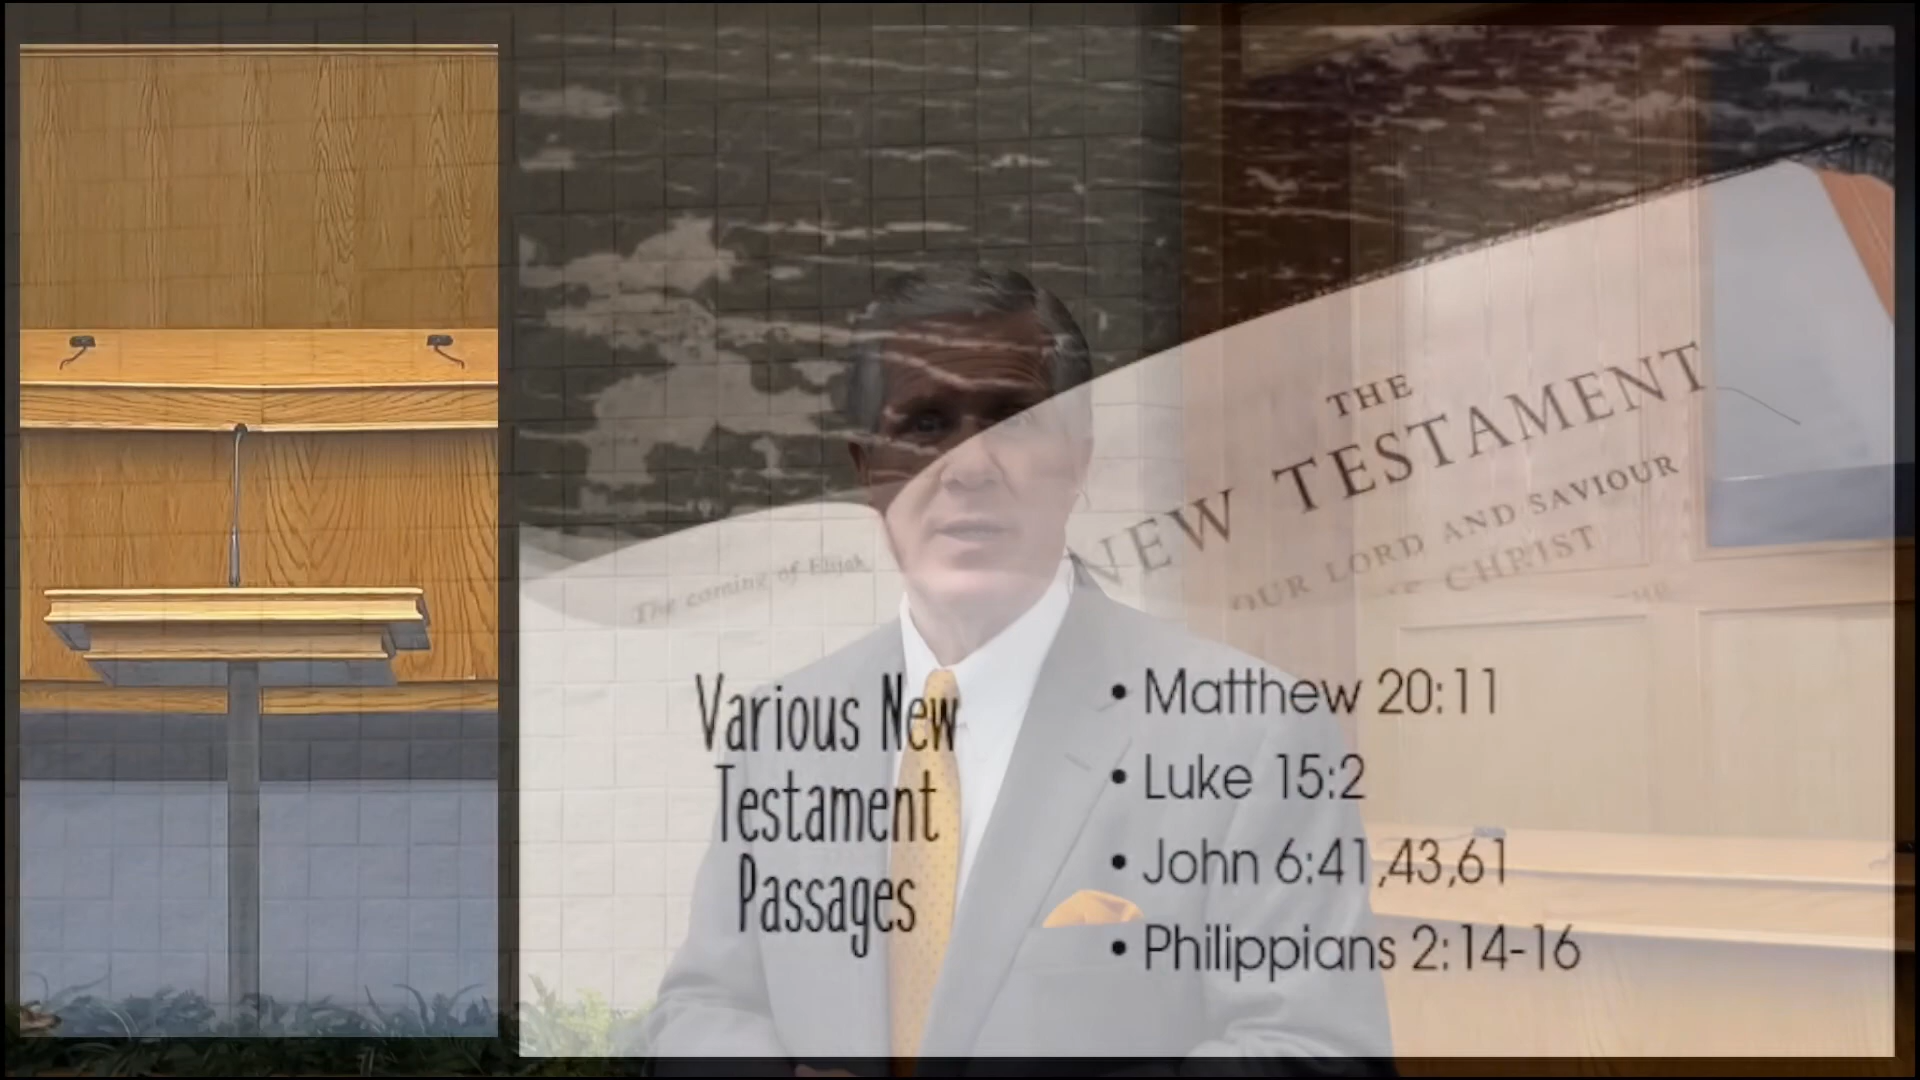 THE
NEW TESTAMENT
OUR LORD AND SAVIOUR
CHRIST
The coming of Elijah
Various New
Testament
Passages
• Matthew 20:11
• Luke 15:2
• John 6:41,43,61
• Philippians 2:14-16